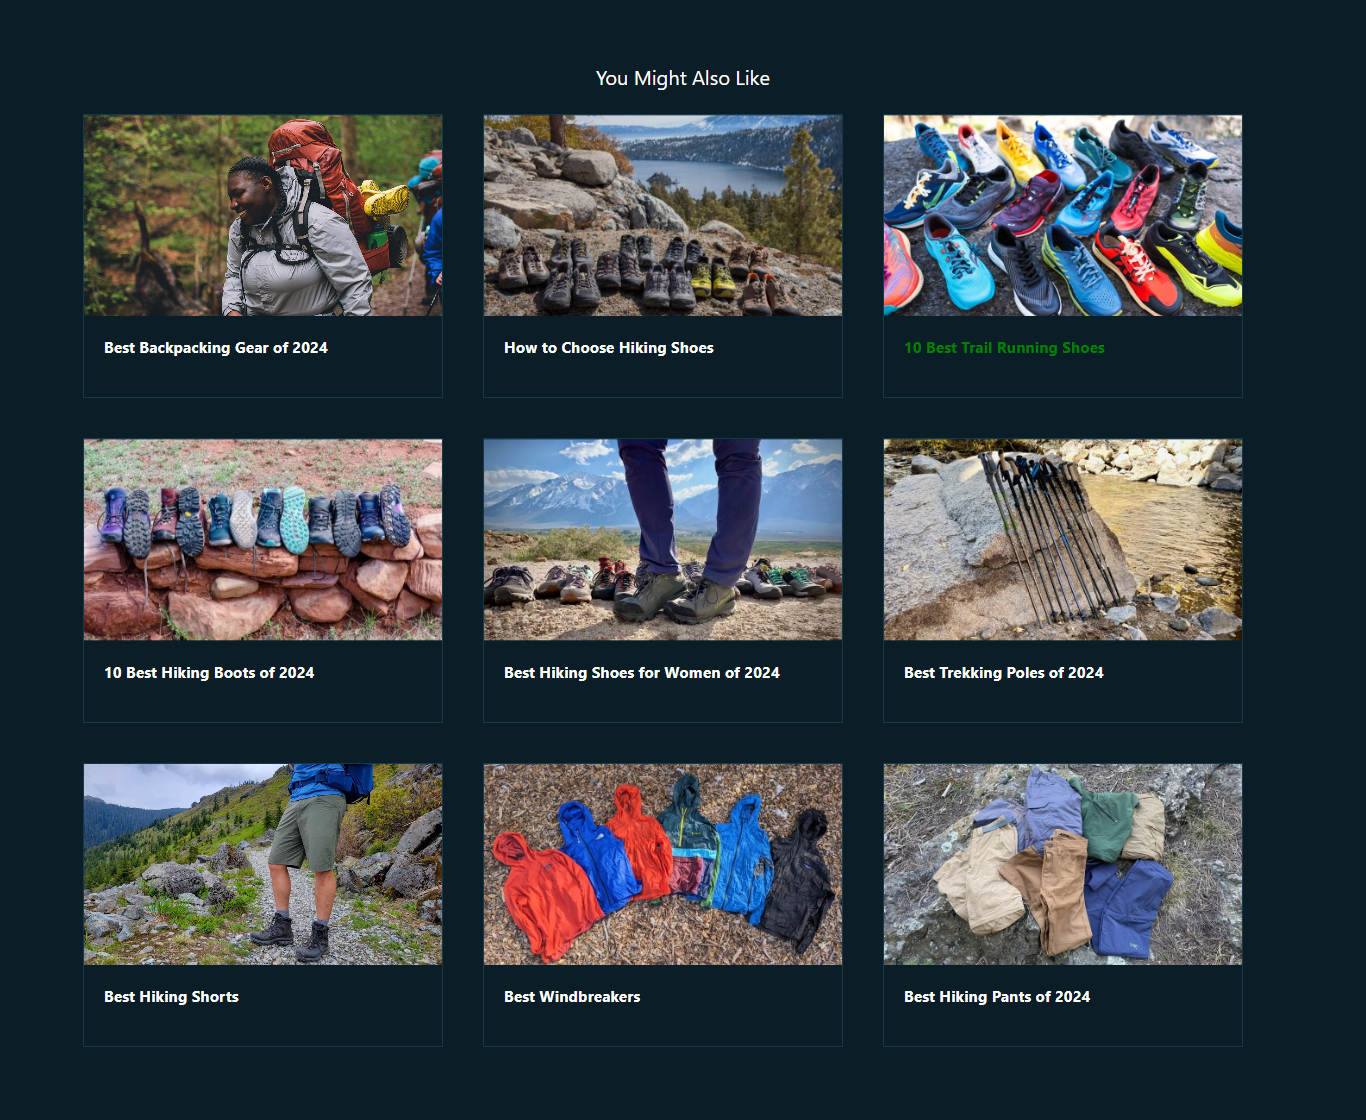 You Might Also Like
Best Backpacking Gear of 2024
How to Choose Hiking Shoes
10 Best Trail Running Shoes
10 Best Hiking Boots of 2024
Best Hiking Shoes for Women of 2024
Best Trekking Poles of 2024
Best Hiking Shorts
Best Windbreakers
Best Hiking Pants of 2024